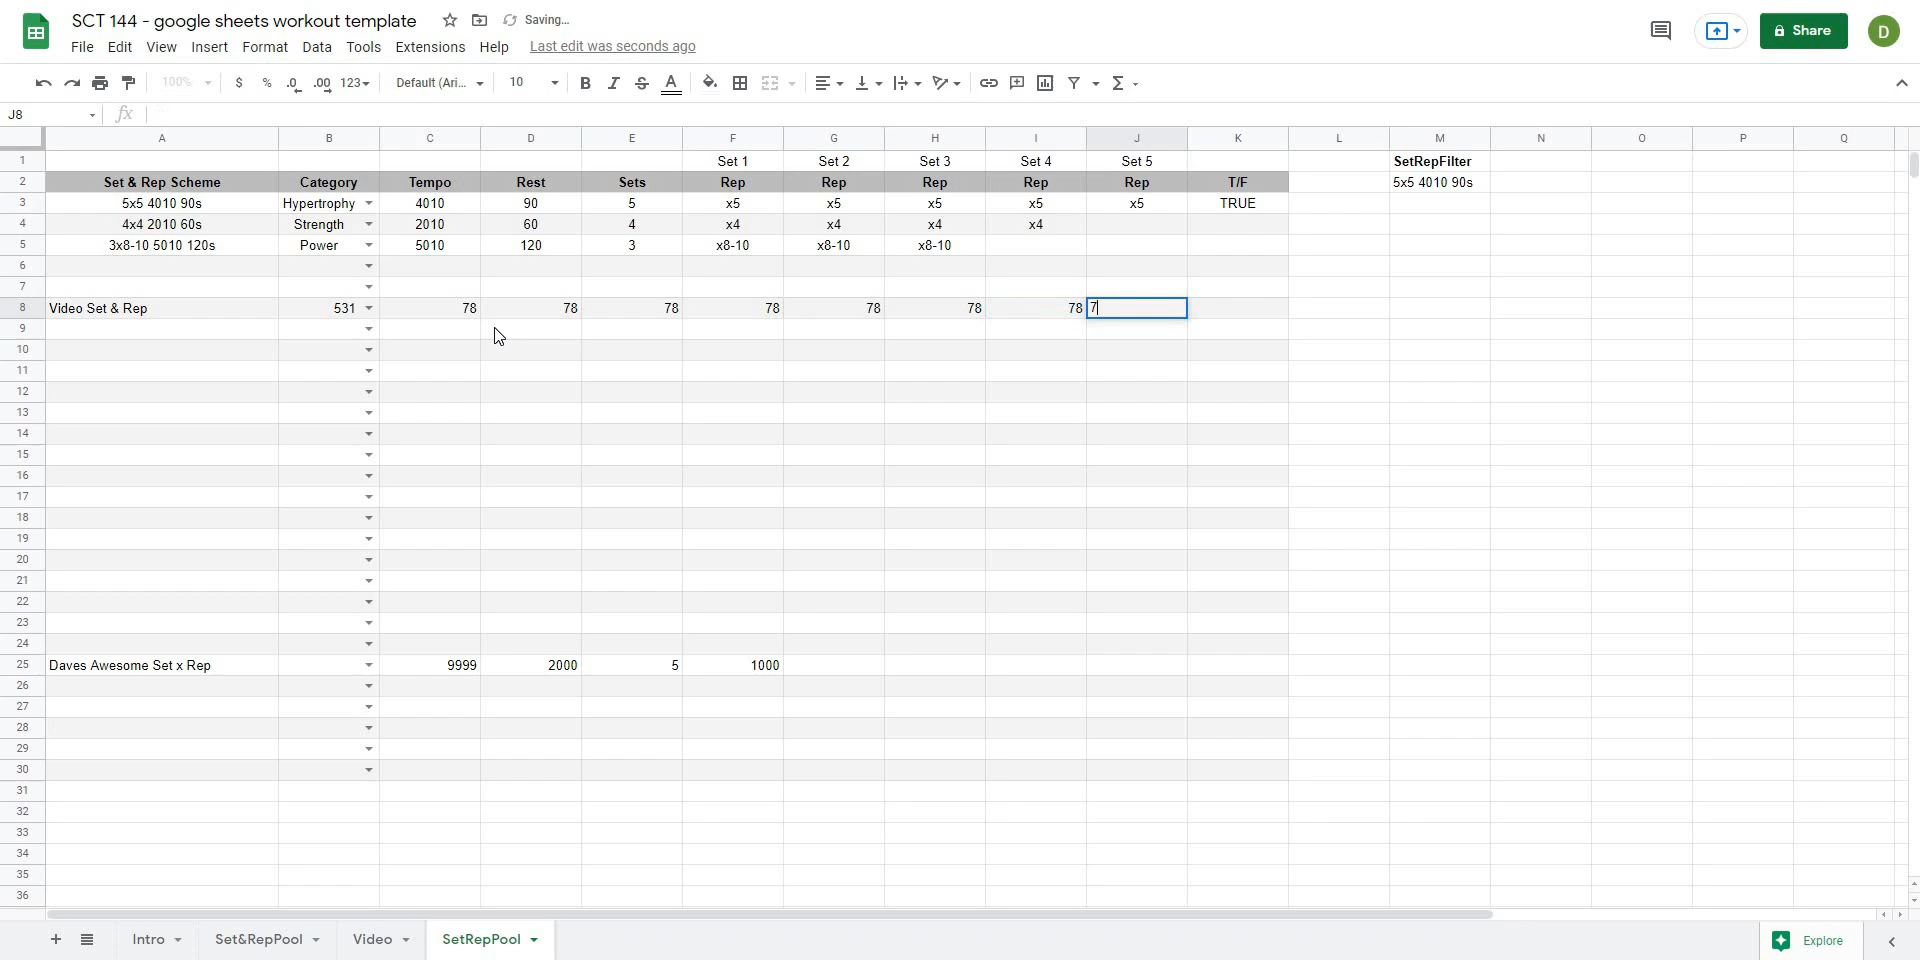 SCT 144 - google sheets workout template Saving...
File Edit View Insert Format Data Tools Extensions Help Last edit was seconds ago
Share
D
100% $ % .0 .00 123 Default (Ari... 10 B I S A
J8 fx
A B C D E F G H I J K L M N O P Q
1 Set 1 Set 2 Set 3 Set 4 Set 5 SetRepFilter
2 Set & Rep Scheme Category Tempo Rest Sets Rep Rep Rep Rep Rep T/F 5x5 4010 90s
3 5x5 4010 90s Hypertrophy 4010 90 5 x5 x5 x5 x5 x5 TRUE
4 4x4 2010 60s Strength 2010 60 4 x4 x4 x4 x4
5 3x8-10 5010 120s Power 5010 120 3 x8-10 x8-10 x8-10
6
7
8 Video Set & Rep 531 78 78 78 78 78 78 78 7
9
10
11
12
13
14
15
16
17
18
19
20
21
22
23
24
25 Daves Awesome Set x Rep 9999 2000 5 1000
26
27
28
29
30
31
32
33
34
35
36
Intro Set&RepPool Video SetRepPool Explore